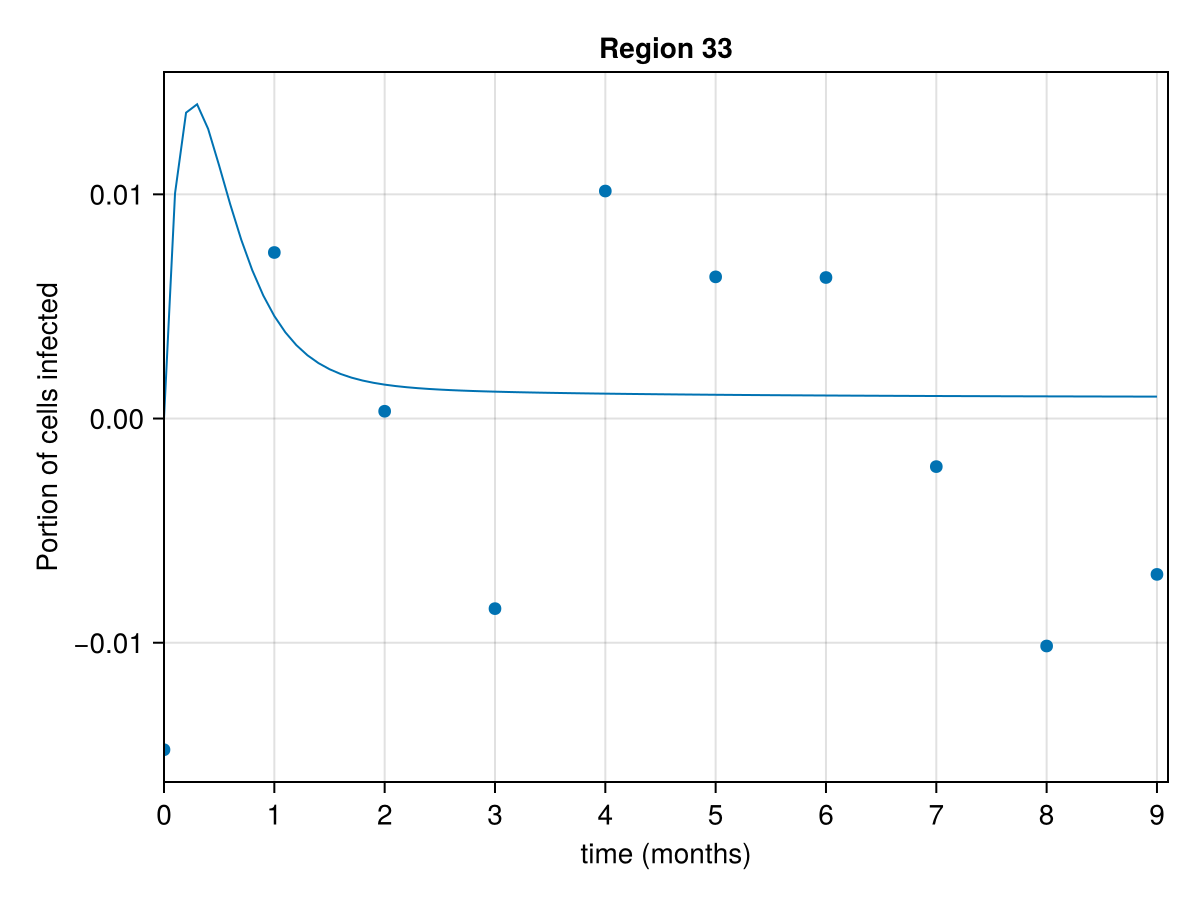 Region 33
Portion of cells infected
0.01
0.00
−0.01
0 1 2 3 4 5 6 7 8 9
time (months)